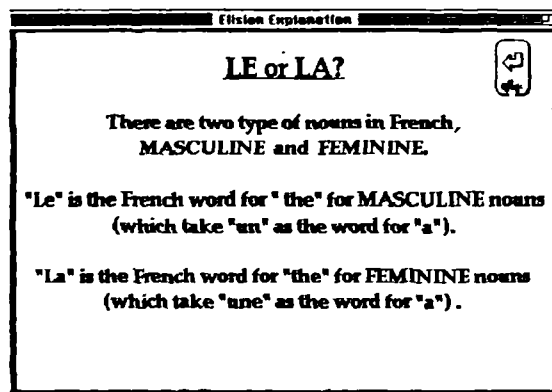 Elision Explanation
LE or LA?
There are two type of nouns in French,
MASCULINE and FEMININE.
"Le" is the French word for " the" for MASCULINE nouns
(which take "un" as the word for "a").
"La" is the French word for "the" for FEMININE nouns
(which take "une" as the word for "a") .